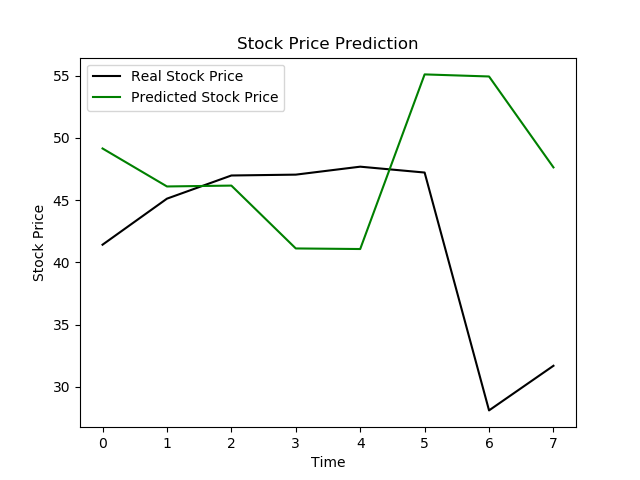 Stock Price Prediction
Real Stock Price
Predicted Stock Price
55
50
45
40
35
30
Stock Price
0 1 2 3 4 5 6 7
Time